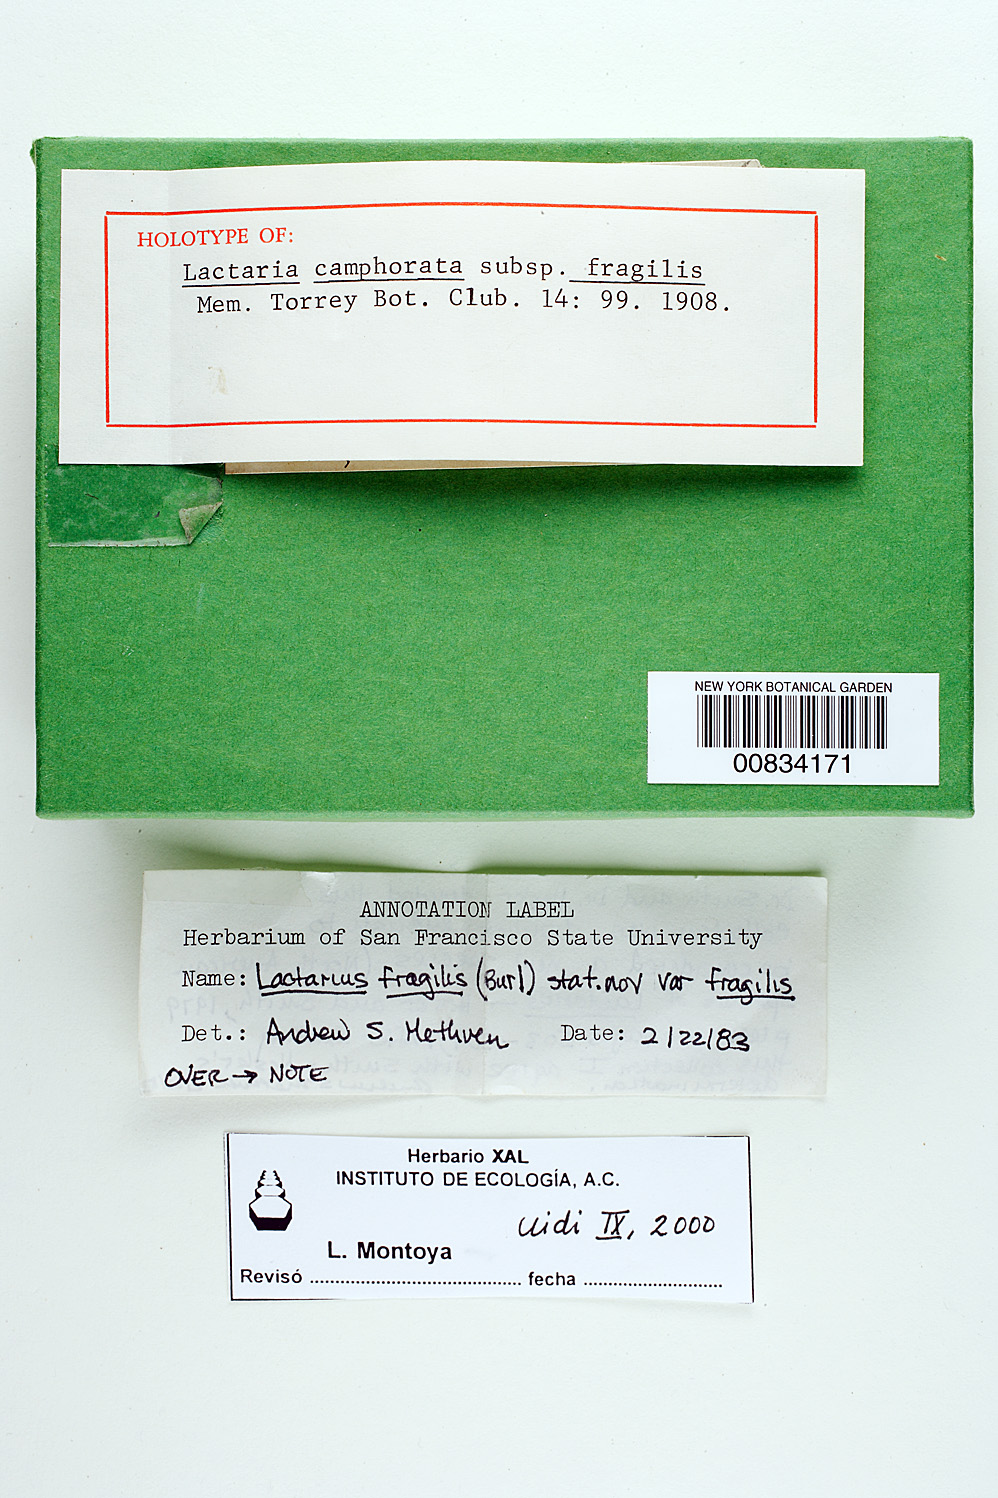 HOLOTYPE OF:
Lactaria camphorata subsp. fragilis
Mem. Torrey Bot. Club. 14: 99. 1908.
NEW YORK BOTANICAL GARDEN
00834171
ANNOTATION LABEL
Herbarium of San Francisco State University
Name: Lactarius fragilis (Burl) stat.nov var fragilis
Det.: Andrew S. Methven Date: 2/22/83
OVER → NOTE
Herbario XAL
INSTITUTO DE ECOLOGÍA, A.C.
vidi IX, 2000
L. Montoya
Revisó ........................................ fecha ...........................